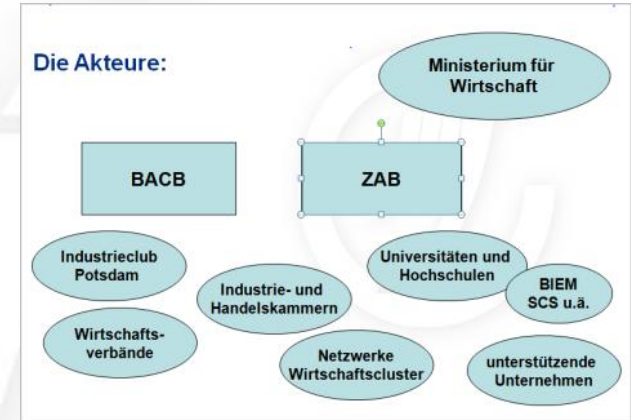 Die Akteure:
Ministerium für
Wirtschaft
BACB
ZAB
Industrieclub
Potsdam
Industrie- und
Handelskammern
Universitäten und
Hochschulen
BIEM
SCS u.ä.
Wirtschafts-
verbände
Netzwerke
Wirtschaftscluster
unterstützende
Unternehmen